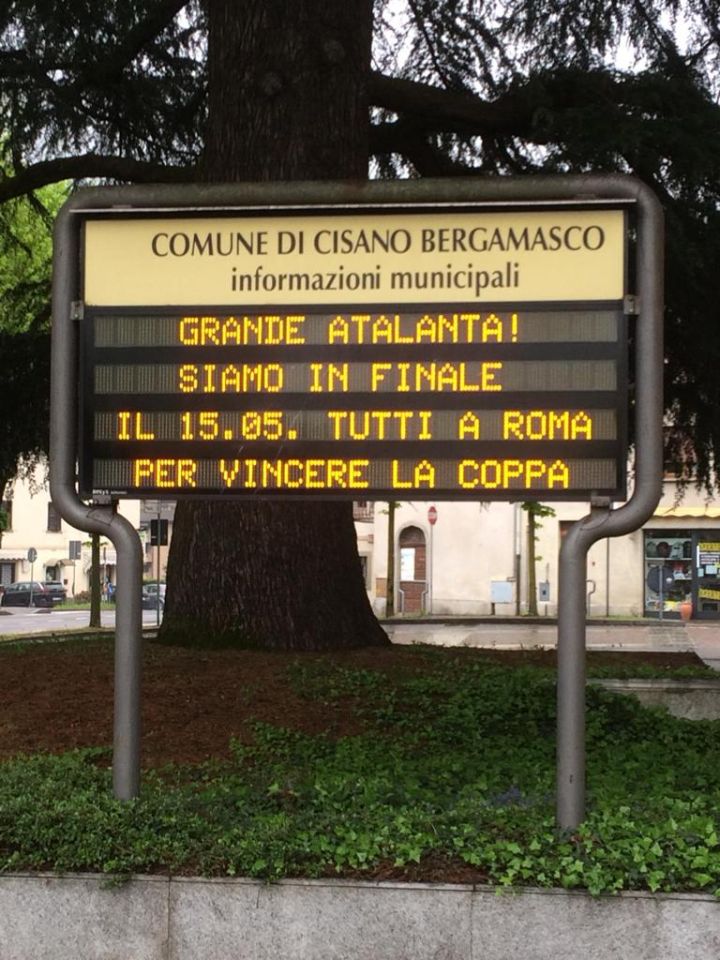 COMUNE DI CISANO BERGAMASCO
informazioni municipali
GRANDE ATALANTA!
SIAMO IN FINALE
IL 15.05. TUTTI A ROMA
PER VINCERE LA COPPA